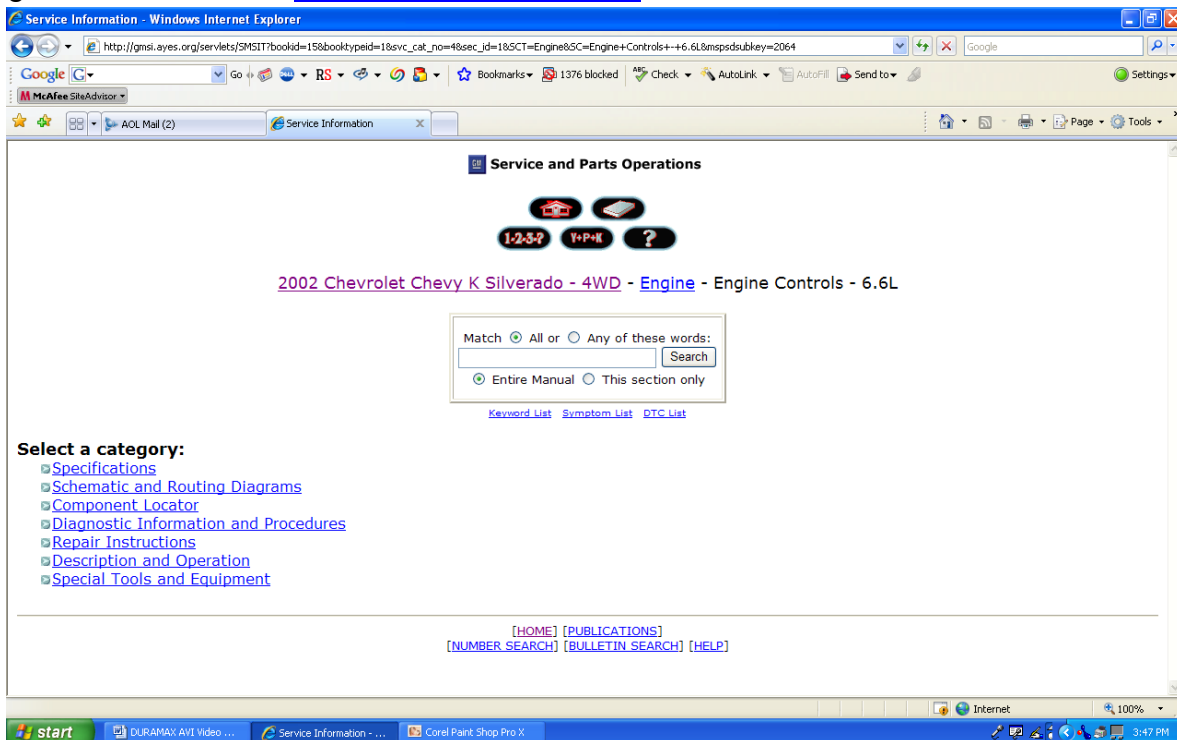 Service Information - Windows Internet Explorer
http://gmsi.ayes.org/servlets/SMSIT?bookid=15&booktypeid=1&svc_cat_no=4&sec_id=1&SCT=Engine&SC=Engine+Controls+-+6.6L&mspsdsubkey=2064
Google
Google G Go RS Bookmarks 1376 blocked Check AutoLink AutoFill Send to Settings
McAfee SiteAdvisor
AOL Mail (2) Service Information x Page Tools
GM Service and Parts Operations
1-2-3-? Y+P+K ?
2002 Chevrolet Chevy K Silverado - 4WD - Engine - Engine Controls - 6.6L
Match All or Any of these words:
Search
Entire Manual This section only
Keyword List Symptom List DTC List
Select a category:
Specifications
Schematic and Routing Diagrams
Component Locator
Diagnostic Information and Procedures
Repair Instructions
Description and Operation
Special Tools and Equipment
[HOME] [PUBLICATIONS]
[NUMBER SEARCH] [BULLETIN SEARCH] [HELP]
Internet 100%
start DURAMAX AVI Video ... Service Information - ... Corel Paint Shop Pro X 3:47 PM